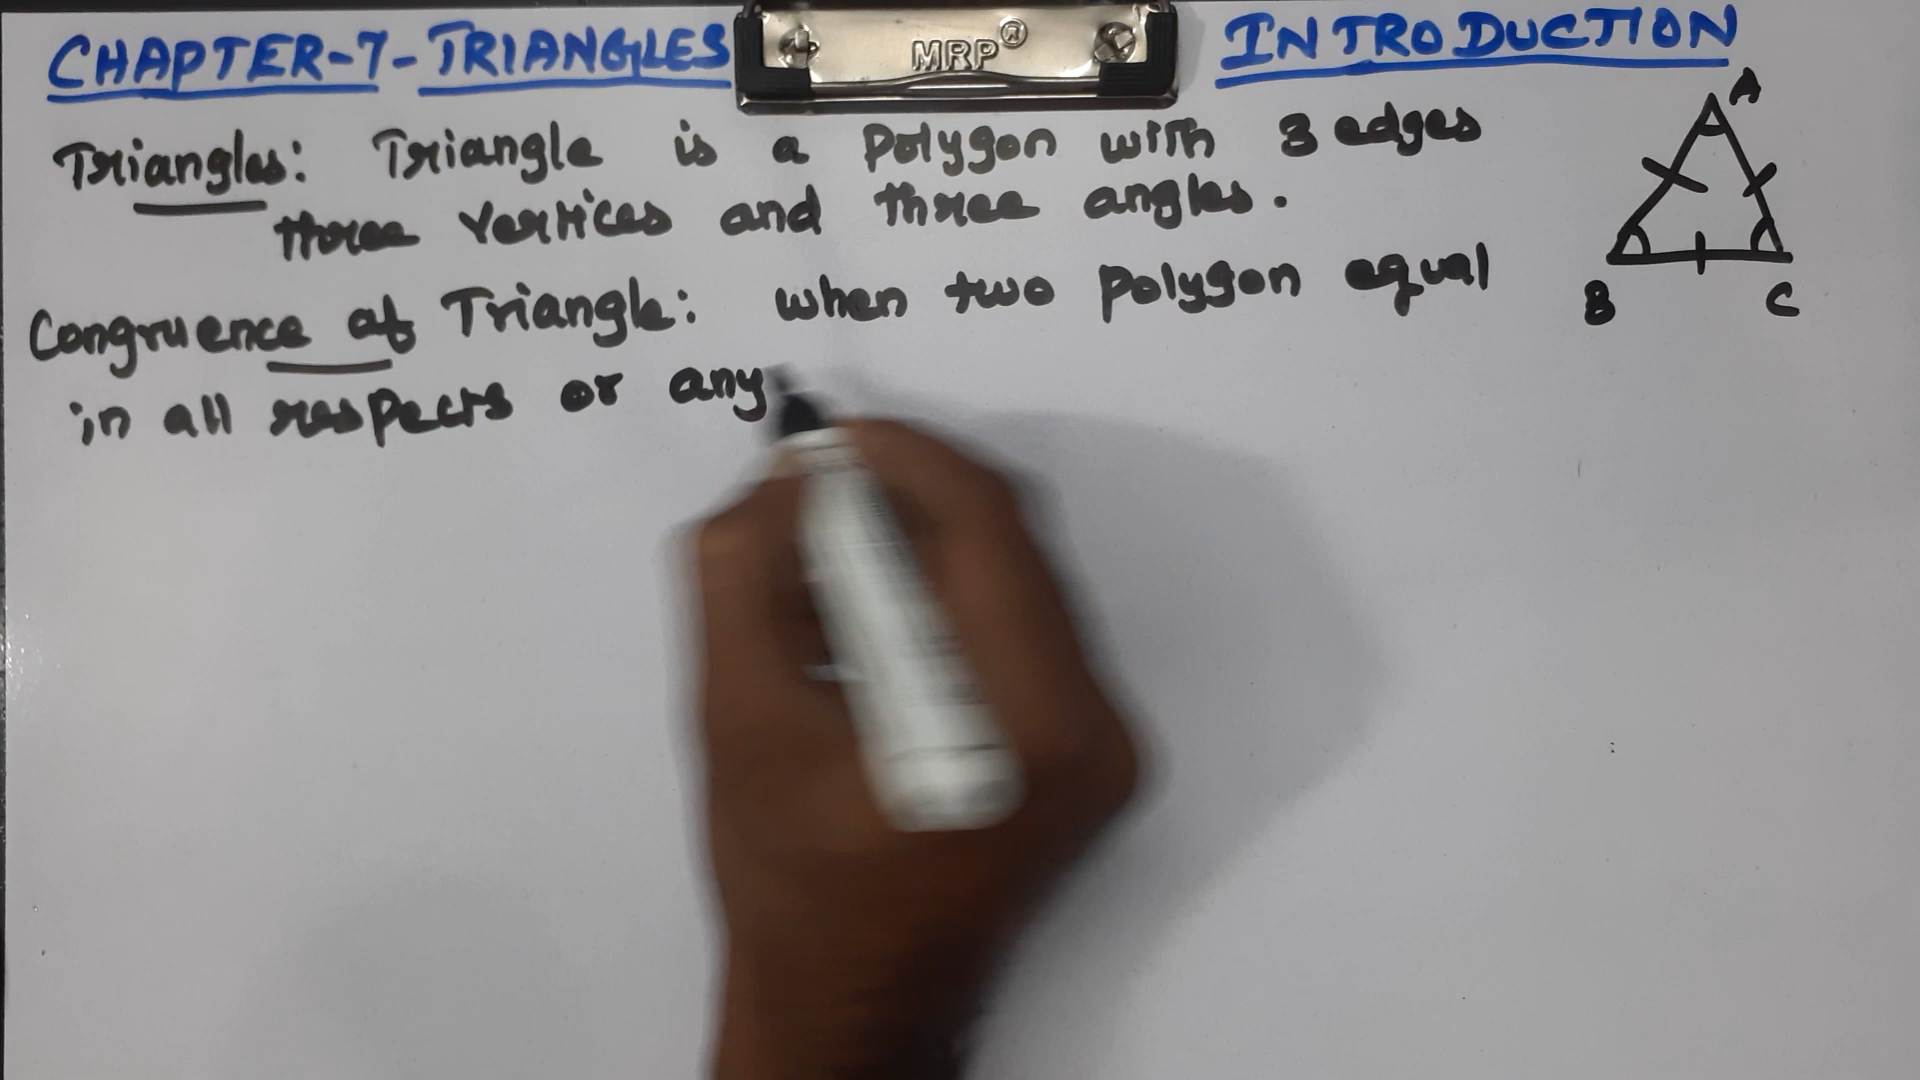 CHAPTER-7-TRIANGLES MRP® INTRODUCTION
Triangles: Triangle is a Polygon with 3 edges
three vertices and three angles.
A
B C
Congruence of Triangle: when two Polygon equal
in all respects or any